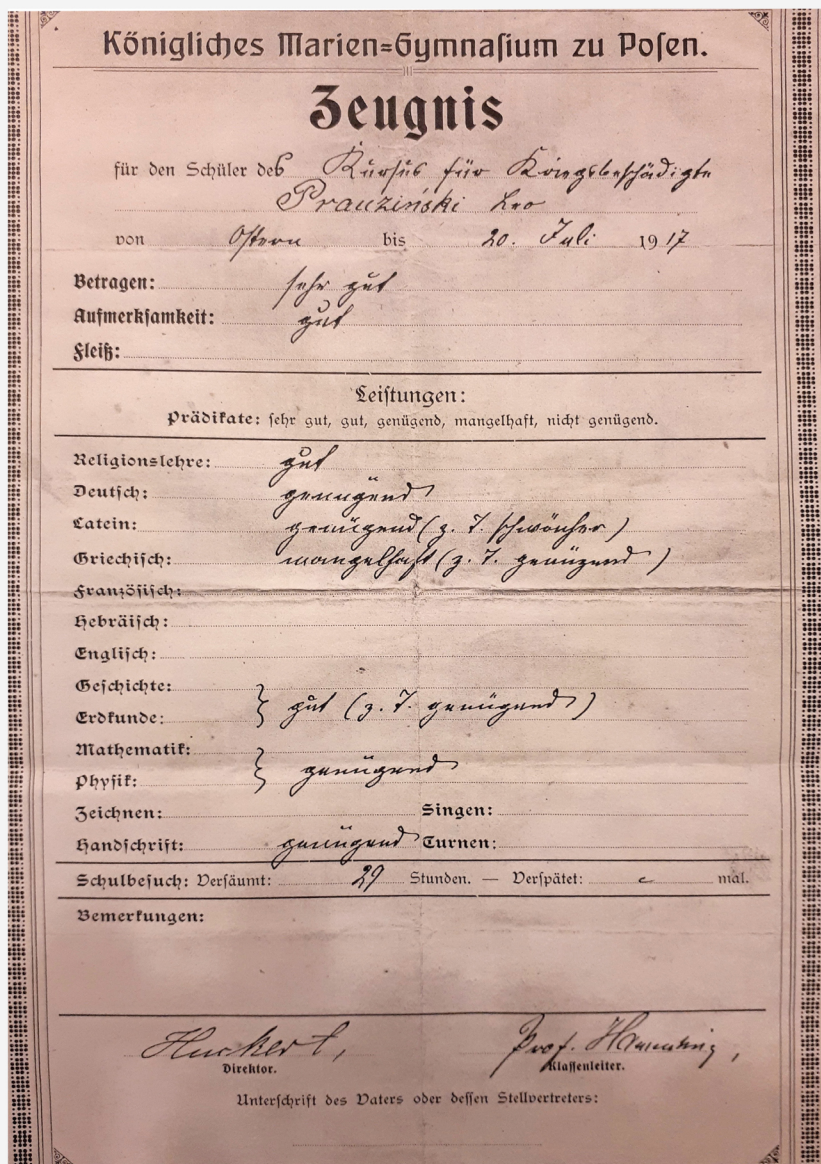 Königliches Marien=Gymnasium zu Posen.
Zeugnis
für den Schüler des Kursus für Kriegsbeschädigte
Prauziński Leo
von Ostern bis 20. Juli 1917
Betragen: sehr gut
Aufmerksamkeit: gut
Fleiß:
Leistungen:
Prädikate: sehr gut, gut, genügend, mangelhaft, nicht genügend.
Religionslehre: gut
Deutsch: genügend
Latein: genügend (z. T. schwächer)
Griechisch: mangelhaft (z. T. genügend)
Französisch:
Hebräisch:
Englisch:
Geschichte:
Erdkunde: } gut (z. T. genügend)
Mathematik:
Physik: } genügend
Zeichnen: Singen:
Handschrift: genügend Turnen:
Schulbesuch: Versäumt: 29 Stunden. — Verspätet: mal.
Bemerkungen:
Huckert, Prof.
Direktor. Klassenleiter.
Unterschrift des Vaters oder dessen Stellvertreters: